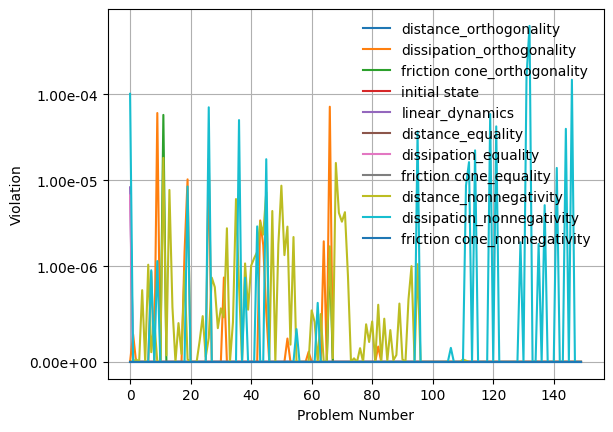 distance_orthogonality
dissipation_orthogonality
friction cone_orthogonality
initial state
linear_dynamics
distance_equality
dissipation_equality
friction cone_equality
distance_nonnegativity
dissipation_nonnegativity
friction cone_nonnegativity
1.00e-04
1.00e-05
1.00e-06
0.00e+00
Violation
0 20 40 60 80 100 120 140
Problem Number